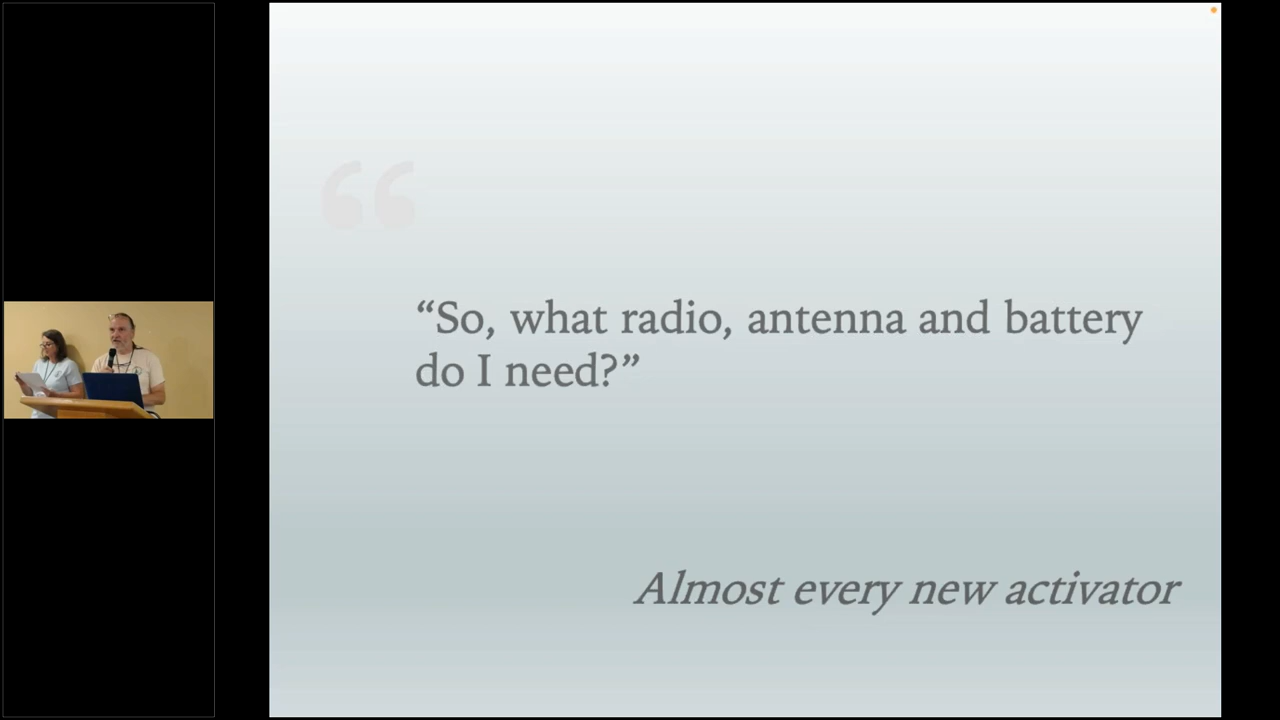 “So, what radio, antenna and battery
do I need?”
Almost every new activator